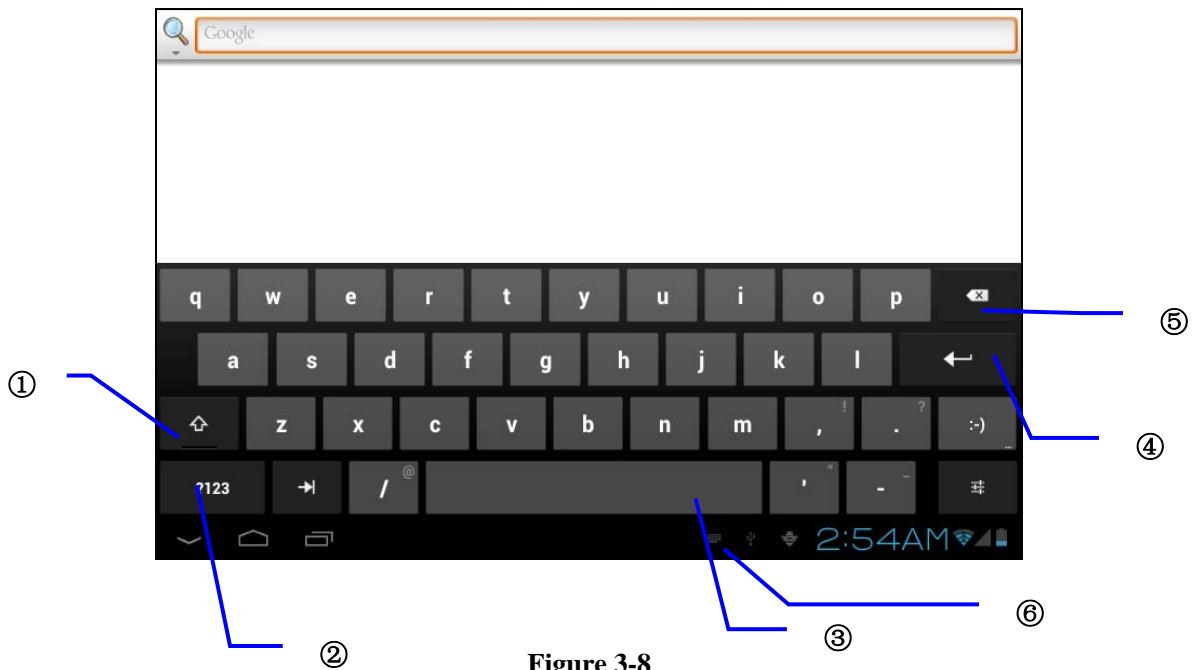 Google
q w e r t y u i o p
⑤
a s d f g h j k l
①
z x c v b n m , ! . ? :-) ...
④
?123 / @ ' " - _
2:54AM
⑥
③
②
Figure 3-8